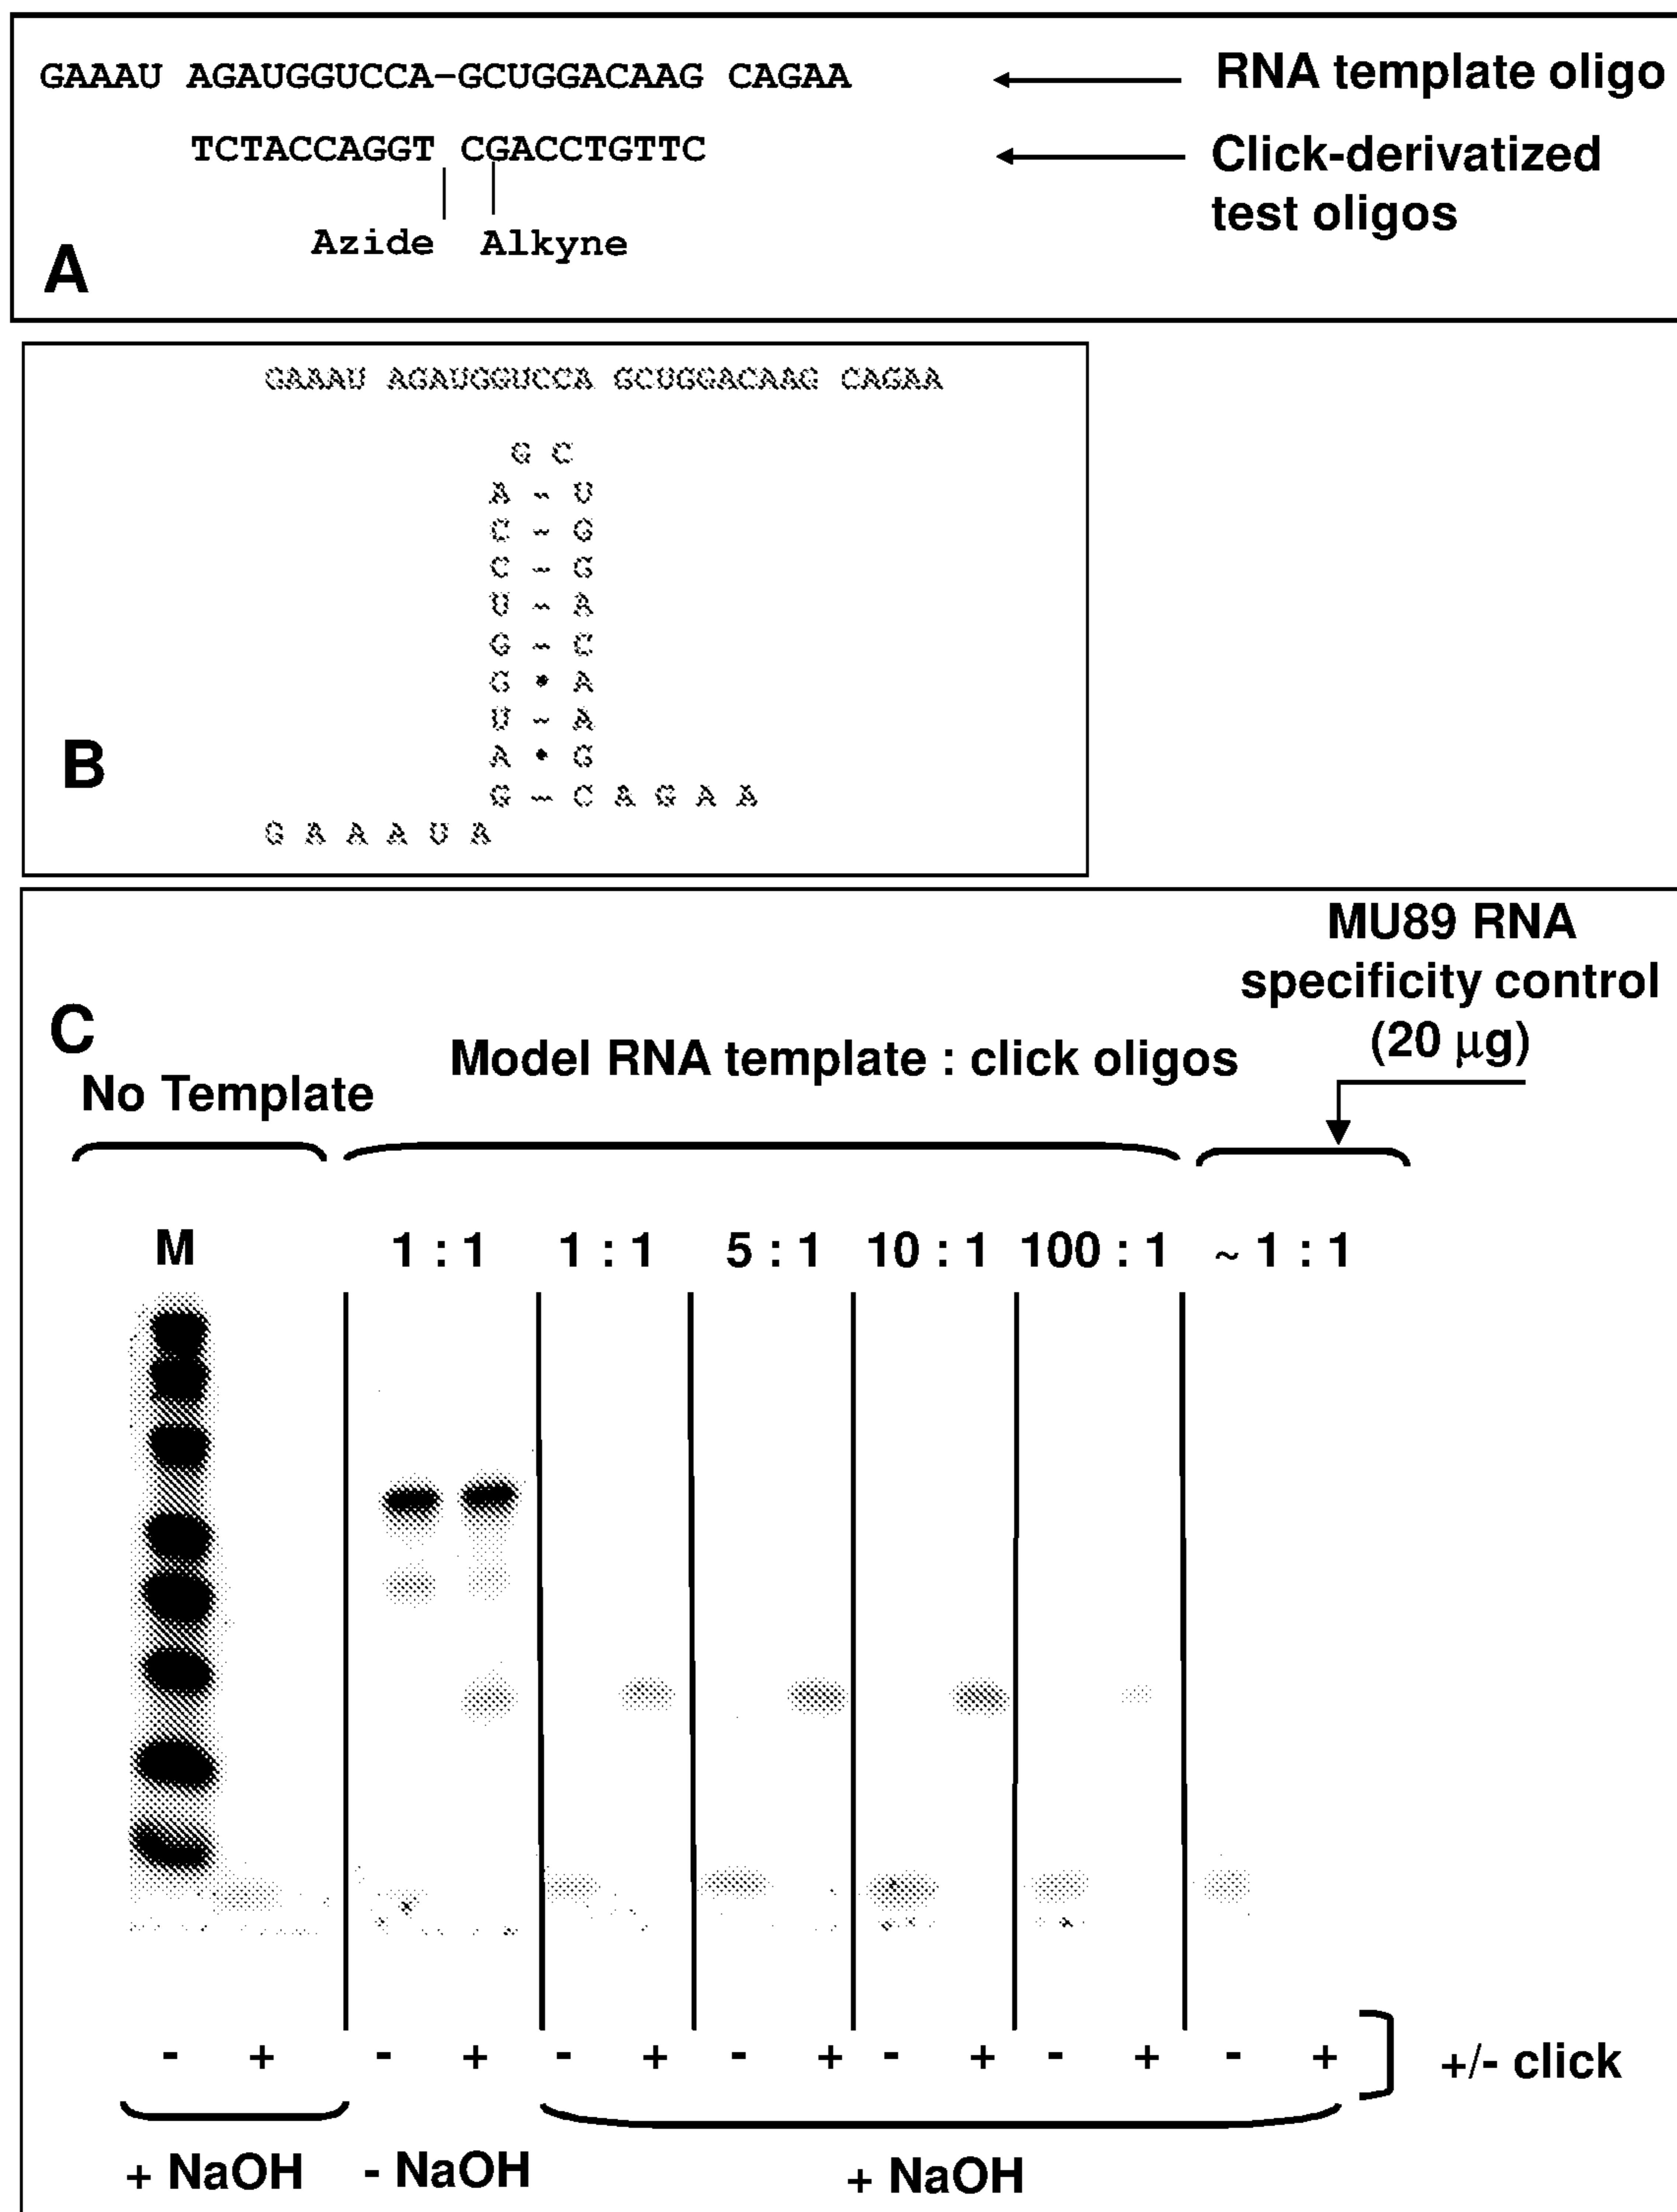 GAAAU AGAUGGUCCA-GCUGGACAAG CAGAA
RNA template oligo
TCTACCAGGT CGACCTGTTC
Click-derivatized
test oligos
Azide Alkyne
A
GAAAU AGAUGGUCCA GCUGGACAAG CAGAA
G C
A - U
C - G
C - G
U - A
G - C
G • A
U - A
A • G
G - C A G A A
G A A A U A
B
MU89 RNA
specificity control
(20 µg)
C
Model RNA template : click oligos
No Template
M 1 : 1 1 : 1 5 : 1 10 : 1 100 : 1 ~ 1 : 1
- + - + - + - + - + - + - +
+/- click
+ NaOH - NaOH + NaOH